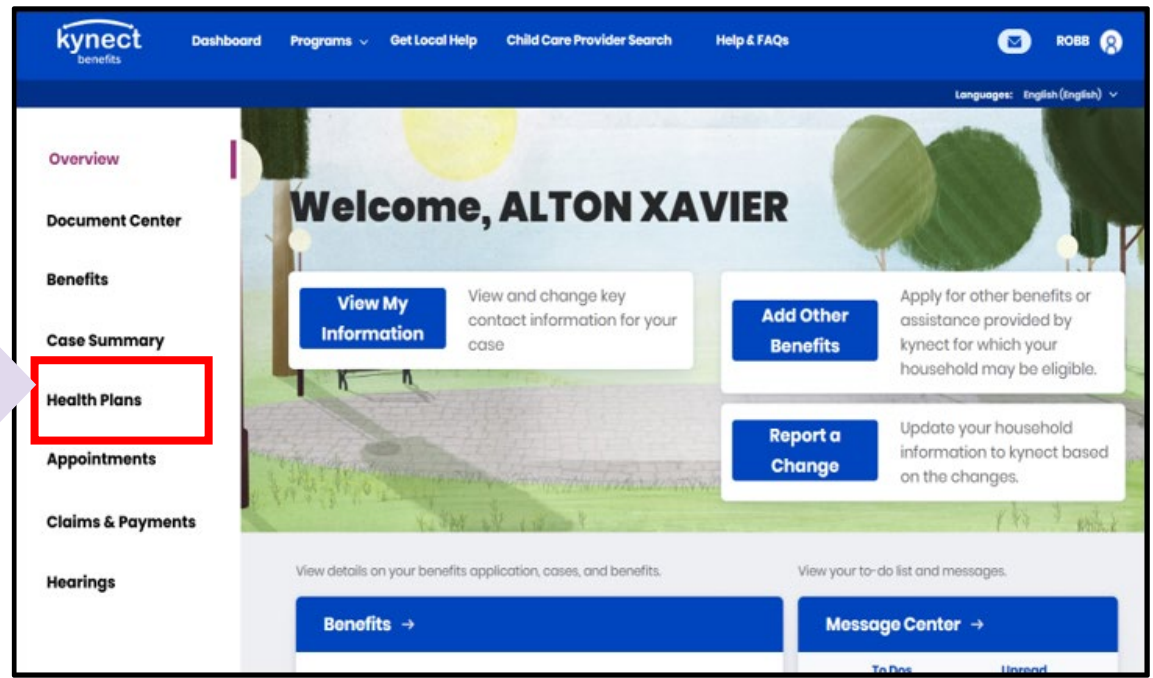 kynect
benefits
Dashboard
Programs
Get Local Help
Child Care Provider Search
Help & FAQs
ROBB
Languages: English (English)
Overview
Document Center
Benefits
Case Summary
Health Plans
Appointments
Claims & Payments
Hearings
Welcome, ALTON XAVIER
View My
Information
View and change key
contact information for your
case
Add Other
Benefits
Apply for other benefits or
assistance provided by
kynect for which your
household may be eligible.
Report a
Change
Update your household
information to kynect based
on the changes.
View details on your benefits application, cases, and benefits.
Benefits →
View your to-do list and messages.
Message Center →
To Dos
Unread